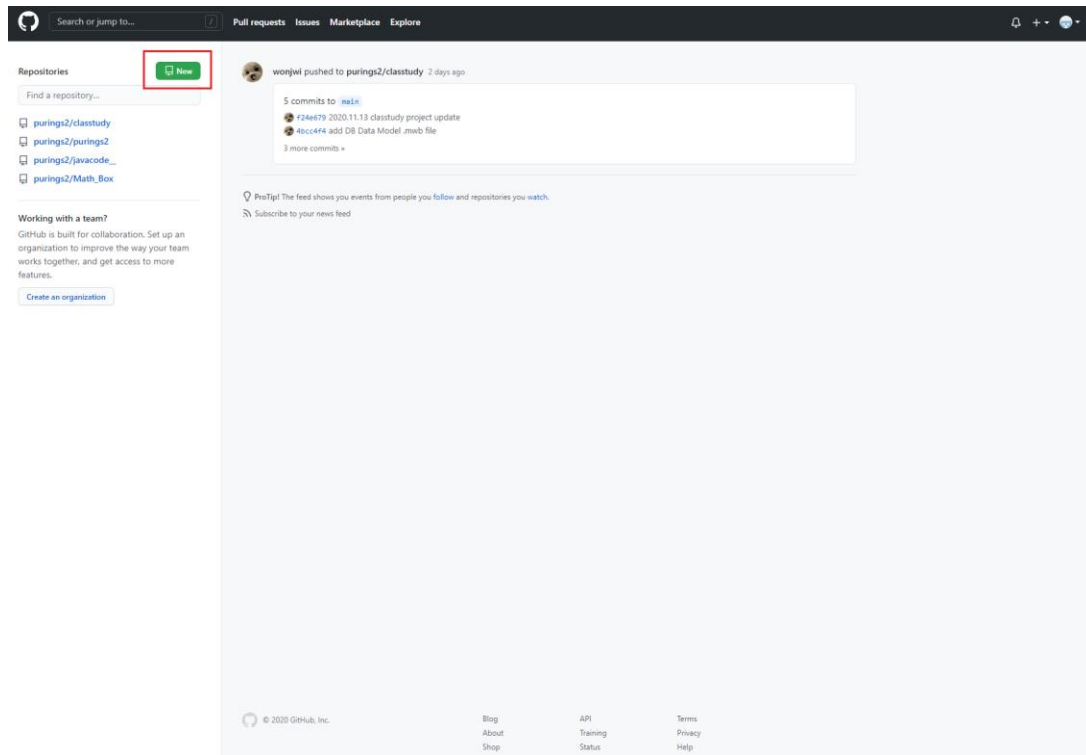 Search or jump to... /
Pull requests Issues Marketplace Explore
Repositories
New
Find a repository...
purings2/classtudy
purings2/purings2
purings2/javacode__
purings2/Math_Box
Working with a team?
GitHub is built for collaboration. Set up an
organization to improve the way your team
works together, and get access to more
features.
Create an organization
wonjwi pushed to purings2/classtudy 2 days ago
5 commits to main
f24e679 2020.11.13 classtudy project update
4bcc4f4 add DB Data Model .mwb file
3 more commits »
ProTip! The feed shows you events from people you follow and repositories you watch.
Subscribe to your news feed
© 2020 GitHub, Inc.
Blog
About
Shop
API
Training
Status
Terms
Privacy
Help